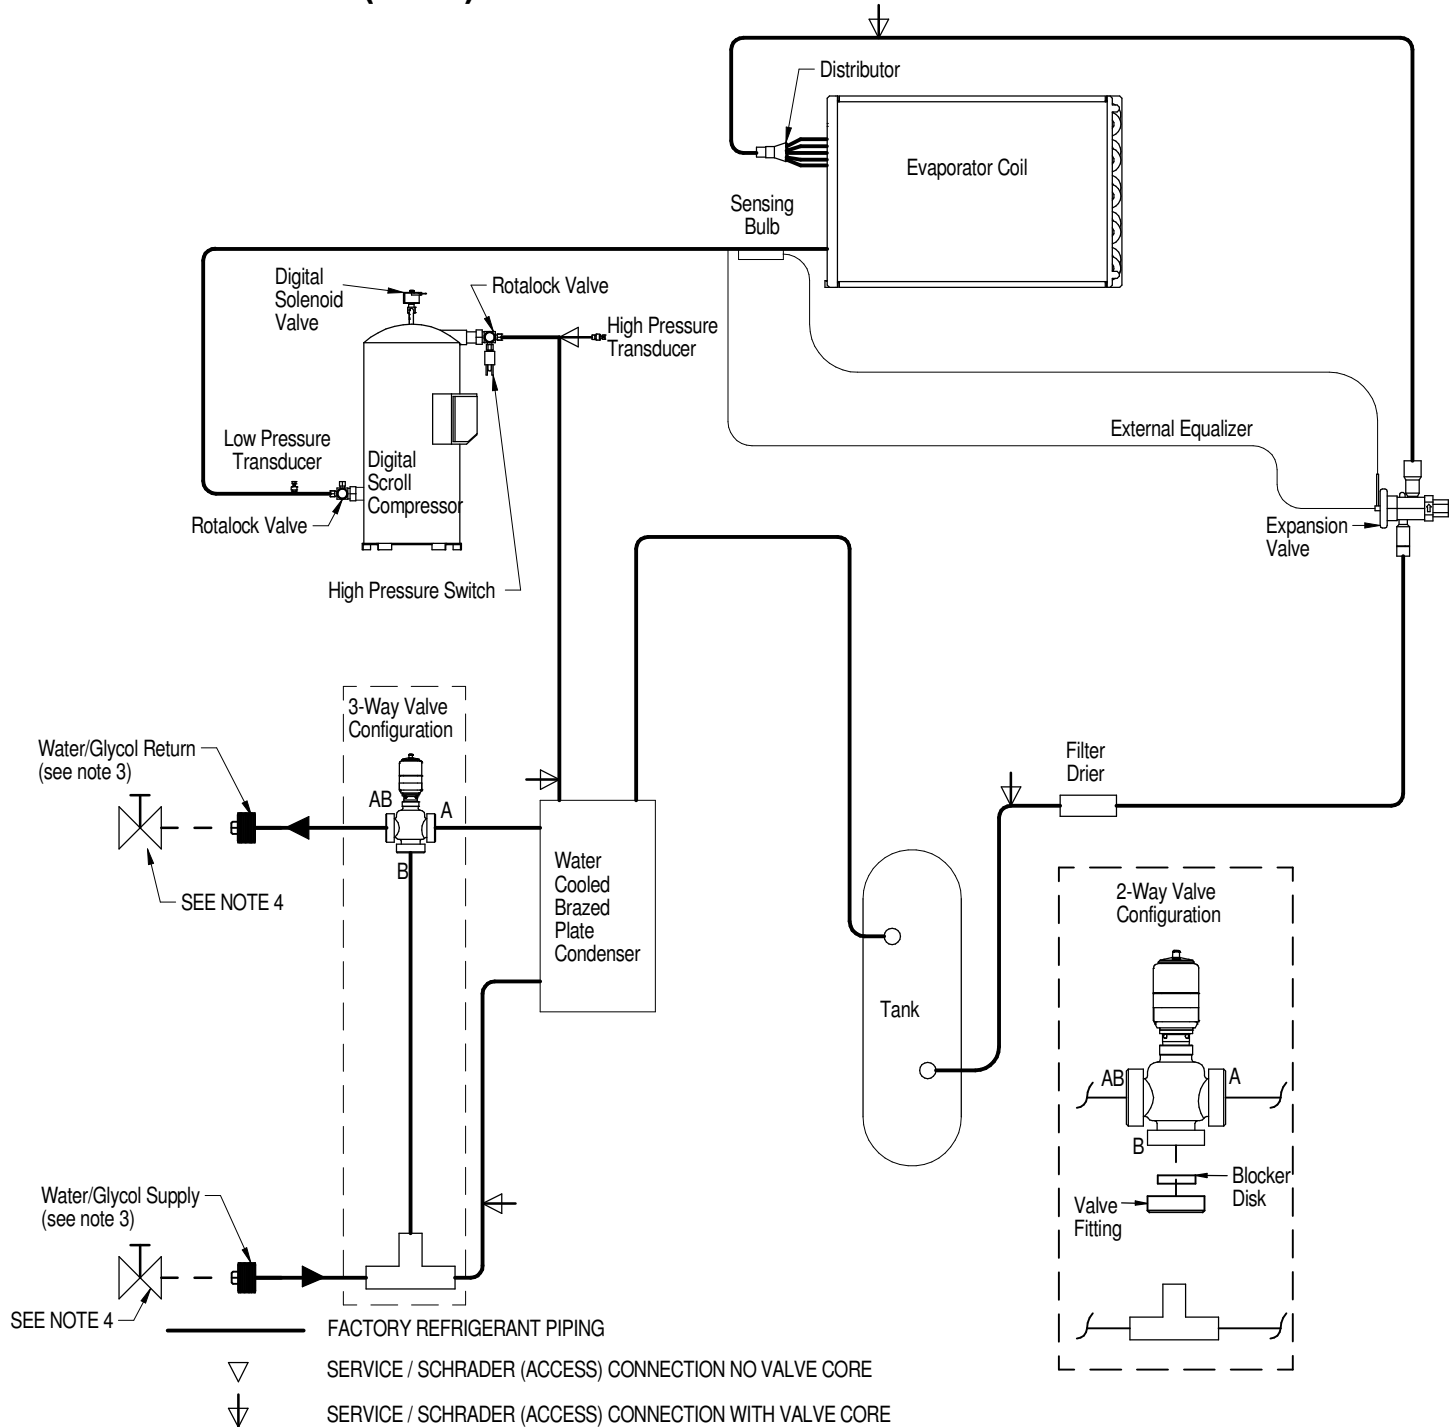 Distributor
Evaporator Coil
Sensing
Bulb
Digital
Solenoid
Valve
Rotalock Valve
High Pressure
Transducer
External Equalizer
Low Pressure
Transducer
Digital
Scroll
Compressor
Rotalock Valve
Expansion
Valve
High Pressure Switch
3-Way Valve
Configuration
Water/Glycol Return
(see note 3)
AB
A
B
Filter
Drier
SEE NOTE 4
Water
Cooled
Brazed
Plate
Condenser
2-Way Valve
Configuration
Tank
AB
A
B
Blocker
Disk
Valve
Fitting
Water/Glycol Supply
(see note 3)
SEE NOTE 4
FACTORY REFRIGERANT PIPING
SERVICE / SCHRADER (ACCESS) CONNECTION NO VALVE CORE
SERVICE / SCHRADER (ACCESS) CONNECTION WITH VALVE CORE